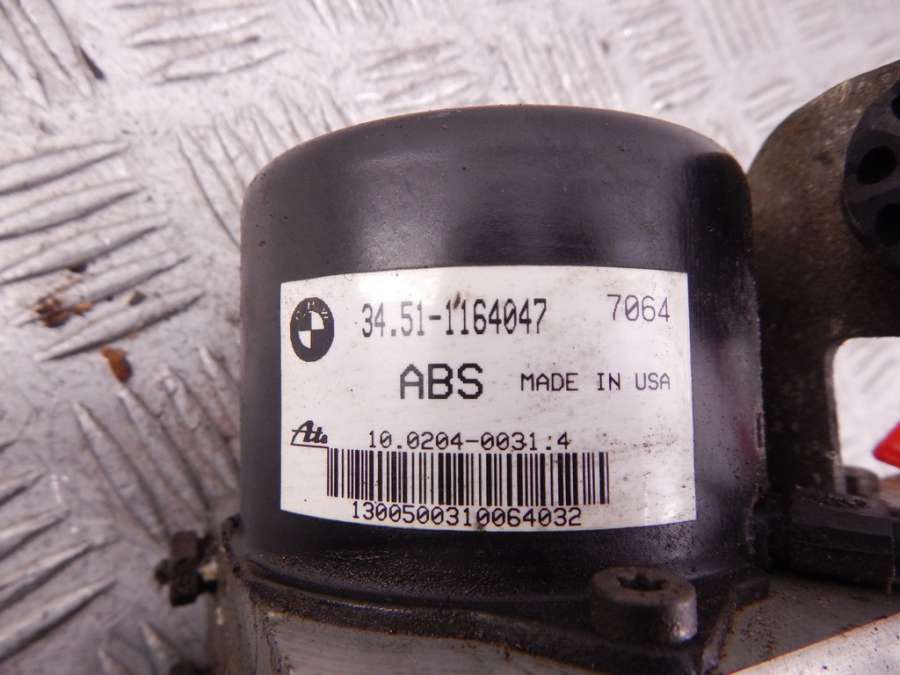 34.51-1164047 7064
ABS MADE IN USA
Ate 10.0204-0031.4
1300500310064032